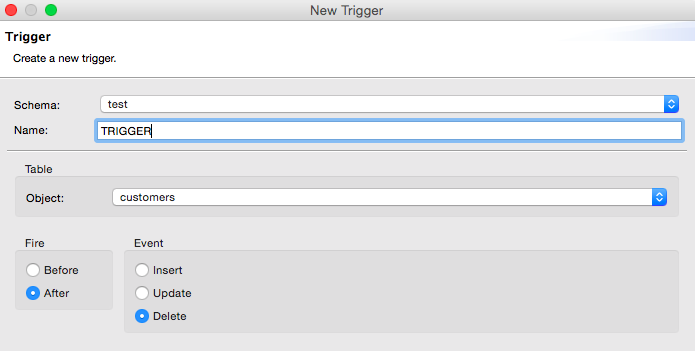 New Trigger
Trigger
Create a new trigger.
Schema: test
Name: TRIGGER
Table
Object: customers
Fire Event
Before Insert
After Update
Delete